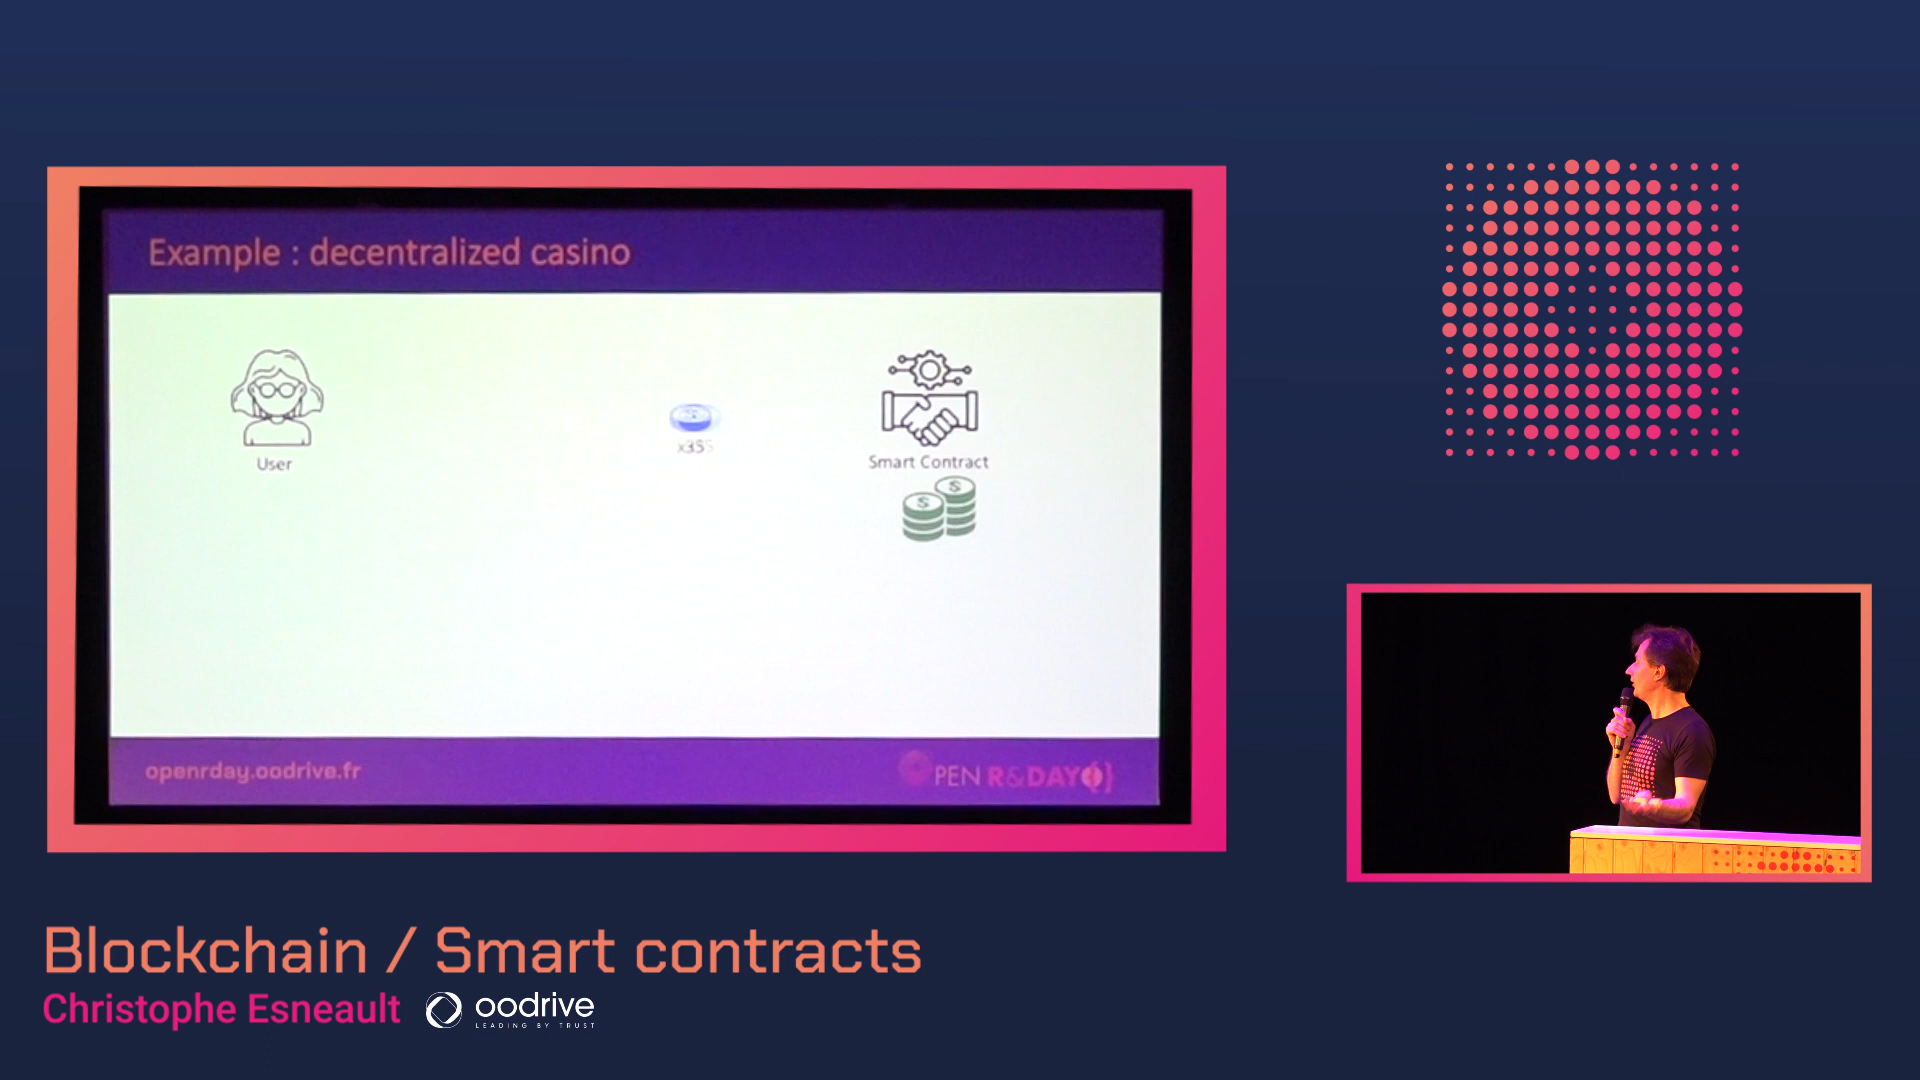 Example : decentralized casino
User
x35
Smart Contract
openrday.oodrive.fr
PEN R&DAY{}
Blockchain / Smart contracts
Christophe Esneault
oodrive
LEADING BY TRUST